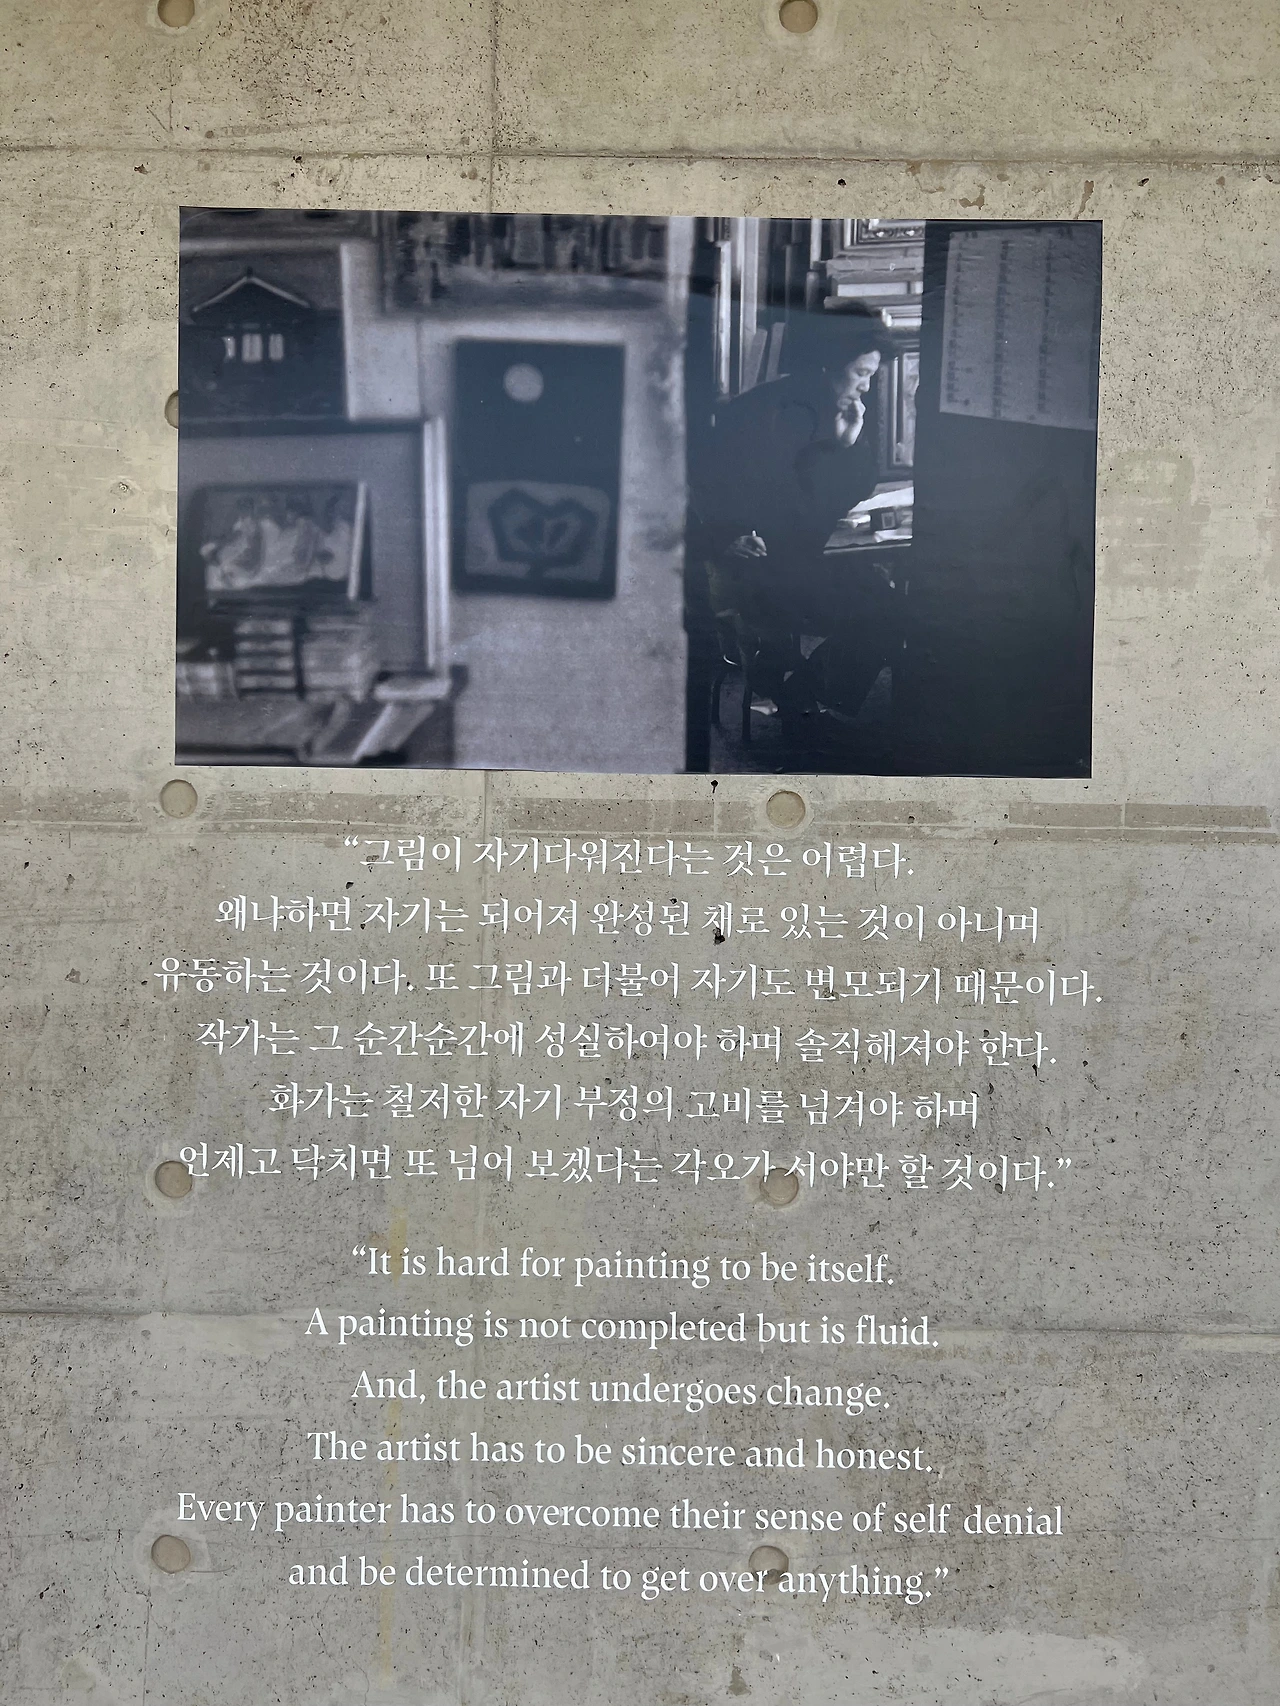 “그림이 자기다워진다는 것은 어렵다.
왜냐하면 자기는 되어져 완성된 채로 있는 것이 아니며
유동하는 것이다. 또 그림과 더불어 자기도 변모되기 때문이다.
작가는 그 순간순간에 성실하여야 하며 솔직해져야 한다.
화가는 철저한 자기 부정의 고비를 넘겨야 하며
언제고 닥치면 또 넘어 보겠다는 각오가 서야만 할 것이다.”
“It is hard for painting to be itself.
A painting is not completed but is fluid.
And, the artist undergoes change.
The artist has to be sincere and honest.
Every painter has to overcome their sense of self denial
and be determined to get over anything.”